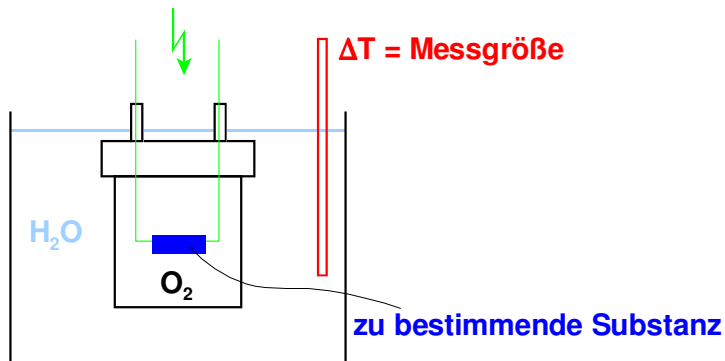 ΔT = Messgröße
H₂O
O₂
zu bestimmende Substanz